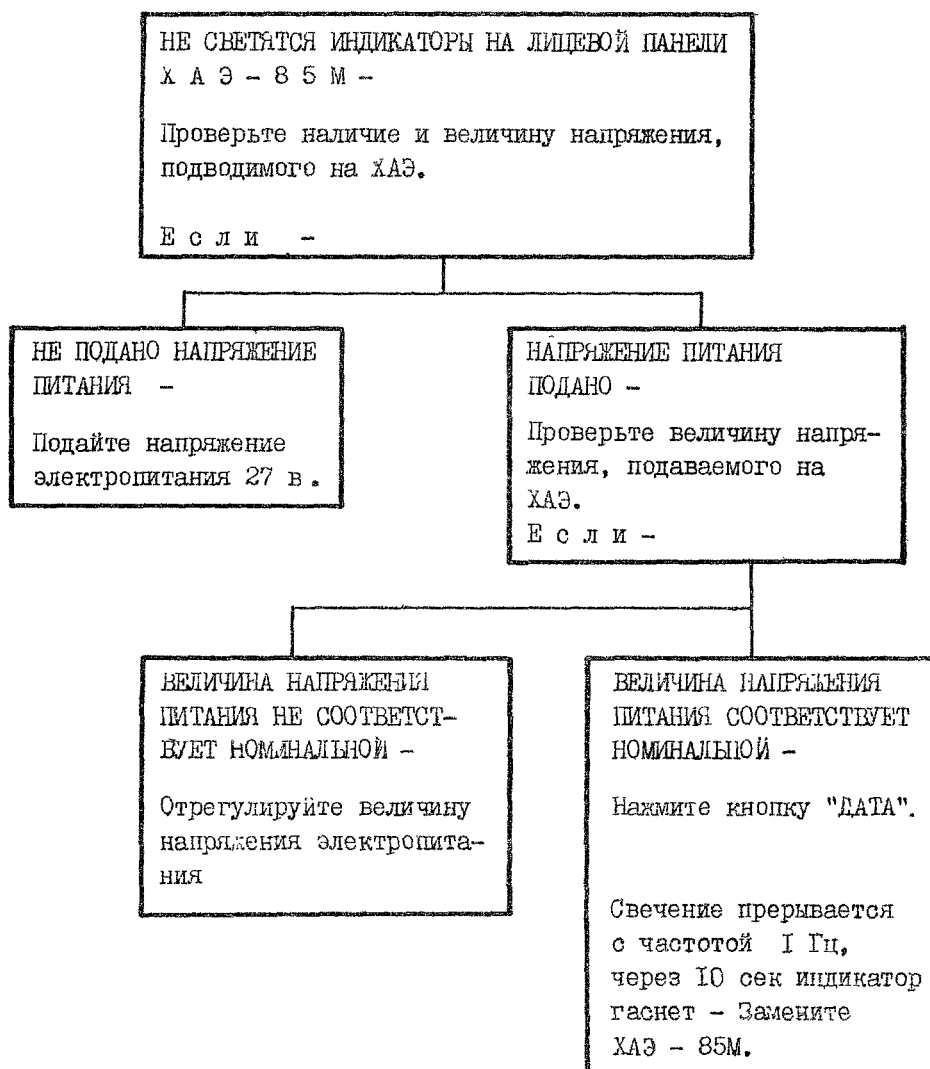 НЕ СВЕТЯТСЯ ИНДИКАТОРЫ НА ЛИЦЕВОЙ ПАНЕЛИ
Х А Э - 8 5 М -
Проверьте наличие и величину напряжения,
подводимого на ХАЭ.
Е с л и -
НЕ ПОДАНО НАПРЯЖЕНИЕ
ПИТАНИЯ -
Подайте напряжение
электропитания 27 в.
НАПРЯЖЕНИЕ ПИТАНИЯ
ПОДАНО -
Проверьте величину напря-
жения, подаваемого на
ХАЭ.
Е с л и -
ВЕЛИЧИНА НАПРЯЖЕНИЯ
ПИТАНИЯ НЕ СООТВЕТСТ-
ВУЕТ НОМИНАЛЬНОЙ -
Отрегулируйте величину
напряжения электропита-
ния
ВЕЛИЧИНА НАПРЯЖЕНИЯ
ПИТАНИЯ СООТВЕТСТВУЕТ
НОМИНАЛЬНОЙ -
Нажмите кнопку "ДАТА".
Свечение прерывается
с частотой I Гц,
через I0 сек индикатор
гаснет - Замените
ХАЭ - 85М.